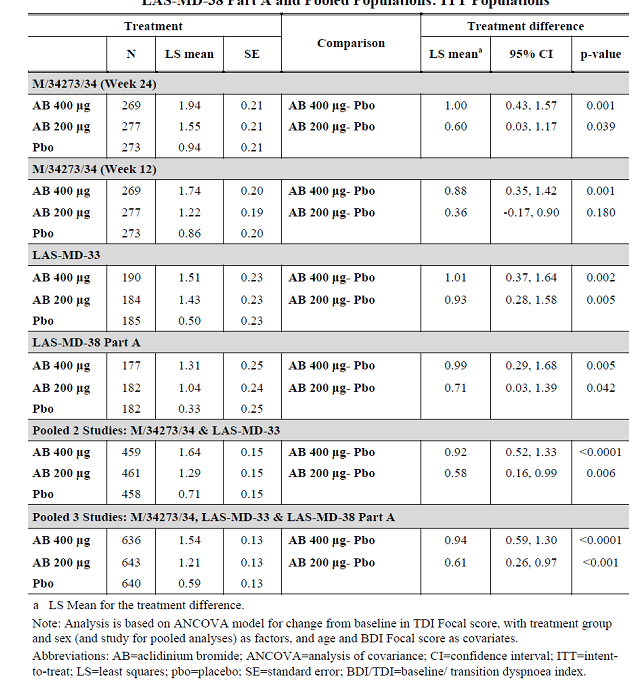 LAS-MD-38 Part A and Pooled Populations: ITT Populations
Treatment Comparison Treatment difference
N LS mean SE LS meanᵃ 95% CI p-value
M/34273/34 (Week 24)
AB 400 µg 269 1.94 0.21 AB 400 µg- Pbo 1.00 0.43, 1.57 0.001
AB 200 µg 277 1.55 0.21 AB 200 µg- Pbo 0.60 0.03, 1.17 0.039
Pbo 273 0.94 0.21
M/34273/34 (Week 12)
AB 400 µg 269 1.74 0.20 AB 400 µg- Pbo 0.88 0.35, 1.42 0.001
AB 200 µg 277 1.22 0.19 AB 200 µg- Pbo 0.36 -0.17, 0.90 0.180
Pbo 273 0.86 0.20
LAS-MD-33
AB 400 µg 190 1.51 0.23 AB 400 µg- Pbo 1.01 0.37, 1.64 0.002
AB 200 µg 184 1.43 0.23 AB 200 µg- Pbo 0.93 0.28, 1.58 0.005
Pbo 185 0.50 0.23
LAS-MD-38 Part A
AB 400 µg 177 1.31 0.25 AB 400 µg- Pbo 0.99 0.29, 1.68 0.005
AB 200 µg 182 1.04 0.24 AB 200 µg- Pbo 0.71 0.03, 1.39 0.042
Pbo 182 0.33 0.25
Pooled 2 Studies: M/34273/34 & LAS-MD-33
AB 400 µg 459 1.64 0.15 AB 400 µg- Pbo 0.92 0.52, 1.33 <0.0001
AB 200 µg 461 1.29 0.15 AB 200 µg- Pbo 0.58 0.16, 0.99 0.006
Pbo 458 0.71 0.15
Pooled 3 Studies: M/34273/34, LAS-MD-33 & LAS-MD-38 Part A
AB 400 µg 636 1.54 0.13 AB 400 µg- Pbo 0.94 0.59, 1.30 <0.0001
AB 200 µg 643 1.21 0.13 AB 200 µg- Pbo 0.61 0.26, 0.97 <0.001
Pbo 640 0.59 0.13
a LS Mean for the treatment difference.
Note: Analysis is based on ANCOVA model for change from baseline in TDI Focal score, with treatment group
and sex (and study for pooled analyses) as factors, and age and BDI Focal score as covariates.
Abbreviations: AB=aclidinium bromide; ANCOVA=analysis of covariance; CI=confidence interval; ITT=intent-
to-treat; LS=least squares; pbo=placebo; SE=standard error; BDI/TDI=baseline/ transition dyspnoea index.